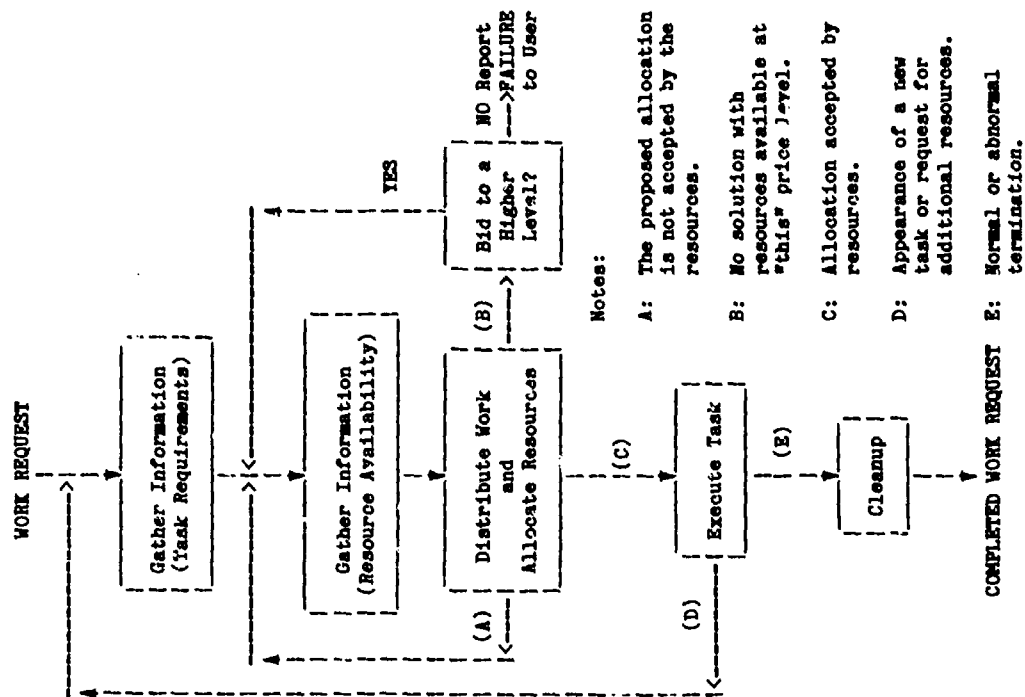 WORK REQUEST
Gather Information
(Task Requirements)
Gather Information
(Resource Availability)
(A)
Distribute Work
and
Allocate Resources
(B)
Bid to a
Higher
Level?
YES
NO Report
--->FAILURE
to User
(C)
(D)
Execute Task
(E)
Cleanup
COMPLETED WORK REQUEST
Notes:
A: The proposed allocation
is not accepted by the
resources.
B: No solution with
resources available at
"this" price level.
C: Allocation accepted by
resources.
D: Appearance of a new
task or request for
additional resources.
E: Normal or abnormal
termination.